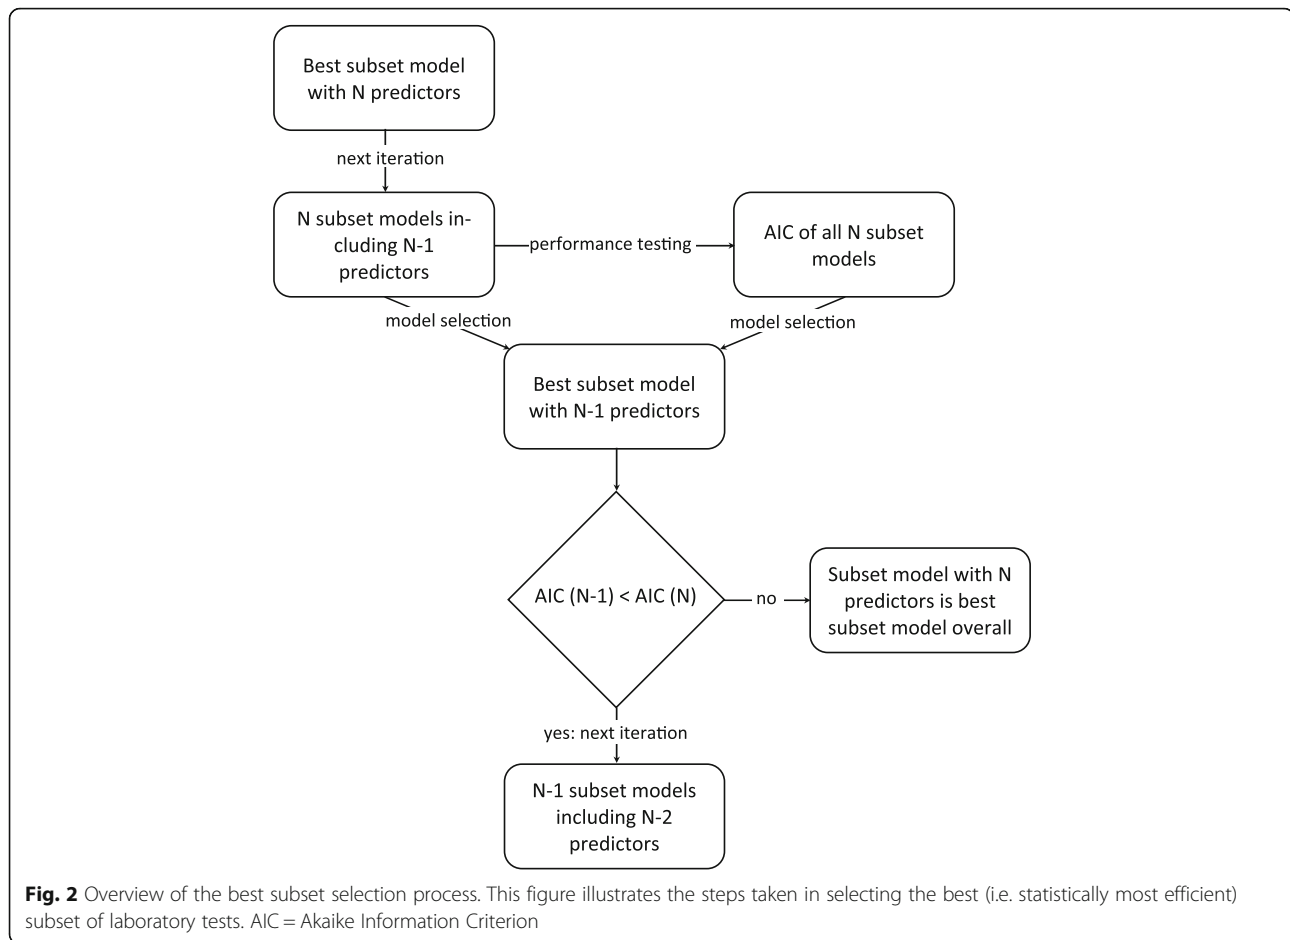 Best subset model
with N predictors
next iteration
N subset models in-
cluding N-1
predictors
performance testing
AIC of all N subset
models
model selection
model selection
Best subset model
with N-1 predictors
AIC (N-1) < AIC (N)
no
Subset model with N
predictors is best
subset model overall
yes: next iteration
N-1 subset models
including N-2
predictors
Fig. 2 Overview of the best subset selection process. This figure illustrates the steps taken in selecting the best (i.e. statistically most efficient)
subset of laboratory tests. AIC = Akaike Information Criterion